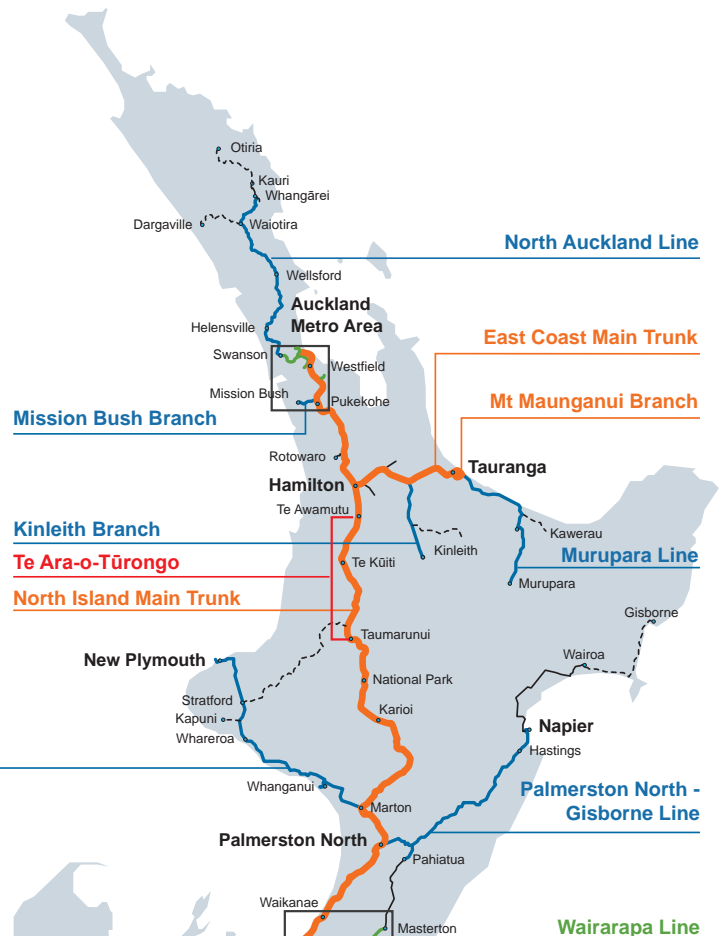 Otiria
Kauri
Whangārei
Dargaville
Waiotira
North Auckland Line
Wellsford
Auckland
Metro Area
Helensville
East Coast Main Trunk
Swanson
Westfield
Mission Bush
Pukekohe
Mt Maunganui Branch
Mission Bush Branch
Rotowaro
Tauranga
Hamilton
Te Awamutu
Kinleith Branch
Kawerau
Kinleith
Murupara Line
Te Ara-o-Tūrongo
Te Kūiti
Murupara
North Island Main Trunk
Gisborne
Taumarunui
New Plymouth
Wairoa
National Park
Stratford
Karioi
Kapuni
Napier
Whareroa
Hastings
Whanganui
Palmerston North -
Gisborne Line
Marton
Palmerston North
Pahiatua
Waikanae
Masterton
Wairarapa Line